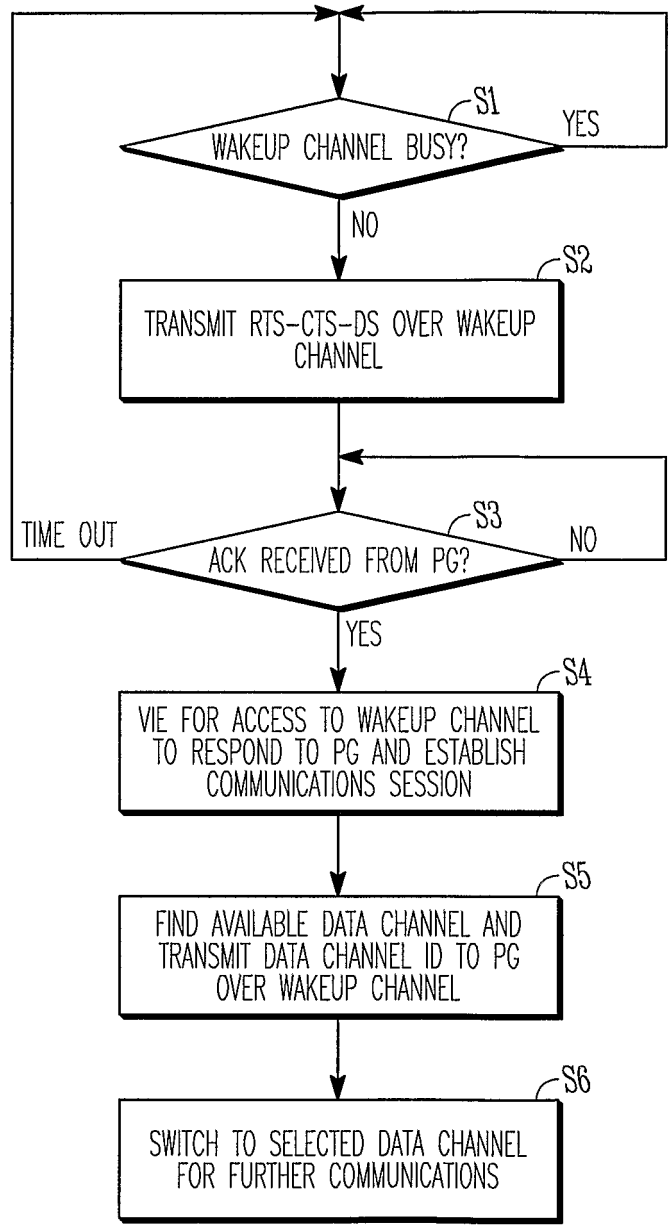 S1
WAKEUP CHANNEL BUSY?
YES
NO
S2
TRANSMIT RTS-CTS-DS OVER WAKEUP
CHANNEL
S3
TIME OUT
ACK RECEIVED FROM PG?
NO
YES
S4
VIE FOR ACCESS TO WAKEUP CHANNEL
TO RESPOND TO PG AND ESTABLISH
COMMUNICATIONS SESSION
S5
FIND AVAILABLE DATA CHANNEL AND
TRANSMIT DATA CHANNEL ID TO PG
OVER WAKEUP CHANNEL
S6
SWITCH TO SELECTED DATA CHANNEL
FOR FURTHER COMMUNICATIONS